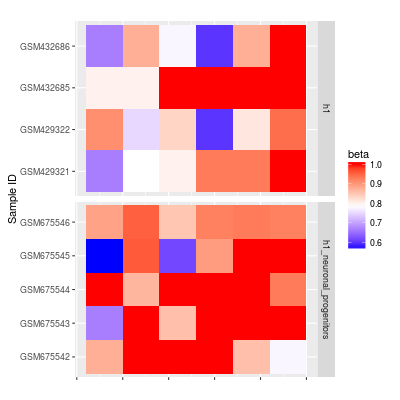 GSM432686
GSM432685
GSM429322
GSM429321
h1
GSM675546
GSM675545
GSM675544
GSM675543
GSM675542
h1_neuronal_progenitors
Sample ID
beta
1.0
0.9
0.8
0.7
0.6